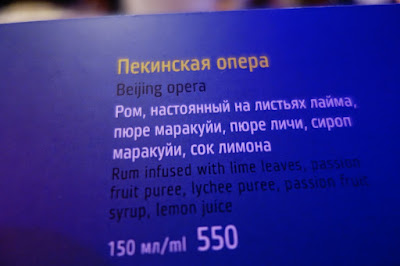 Пекинская опера
Beijing opera
Ром, настоянный на листьях лайма,
пюре маракуйи, пюре личи, сироп
маракуйи, сок лимона
Rum infused with lime leaves, passion
fruit puree, lychee puree, passion fruit
syrup, lemon juice
150 мл/ml 550